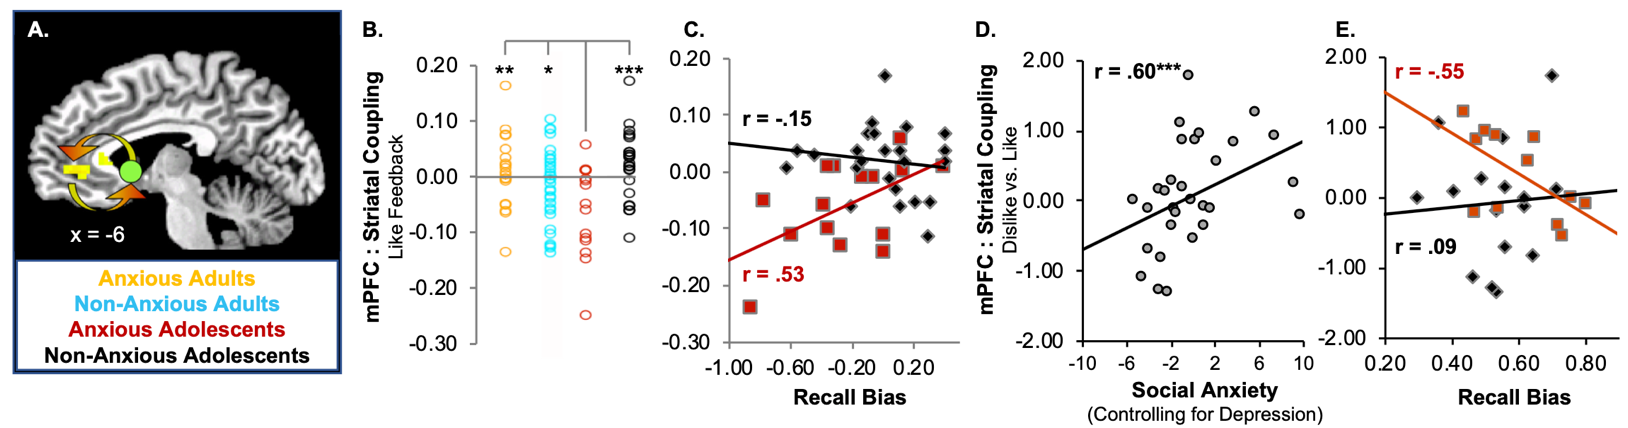 A.
x = -6
Anxious Adults
Non-Anxious Adults
Anxious Adolescents
Non-Anxious Adolescents
B.
mPFC : Striatal Coupling
Like Feedback
** * ***
0.20
0.10
0.00
-0.10
-0.20
-0.30
C.
0.20
0.10
0.00
-0.10
-0.20
-0.30
r = -.15
r = .53
-1.00 -0.60 -0.20 0.20
Recall Bias
D.
mPFC : Striatal Coupling
Dislike vs. Like
2.00
1.00
0.00
-1.00
-2.00
r = .60***
-10 -6 -2 2 6 10
Social Anxiety
(Controlling for Depression)
E.
2.00
1.00
0.00
-1.00
-2.00
r = -.55
r = .09
0.20 0.40 0.60 0.80
Recall Bias